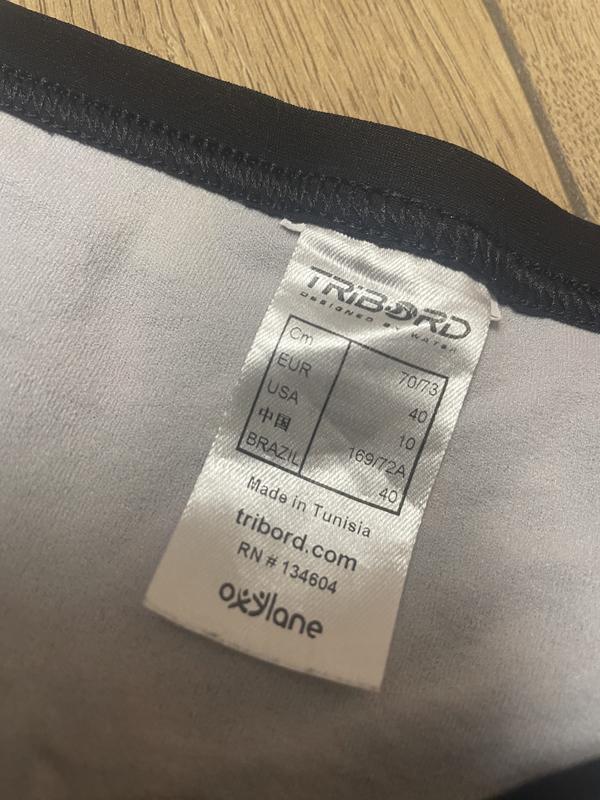 TRIBORD
DESIGNED BY WATER
Cm 70/73
EUR 40
USA 10
中国 169/72A
BRAZIL 40
Made in Tunisia
tribord.com
RN # 134604
oxylane